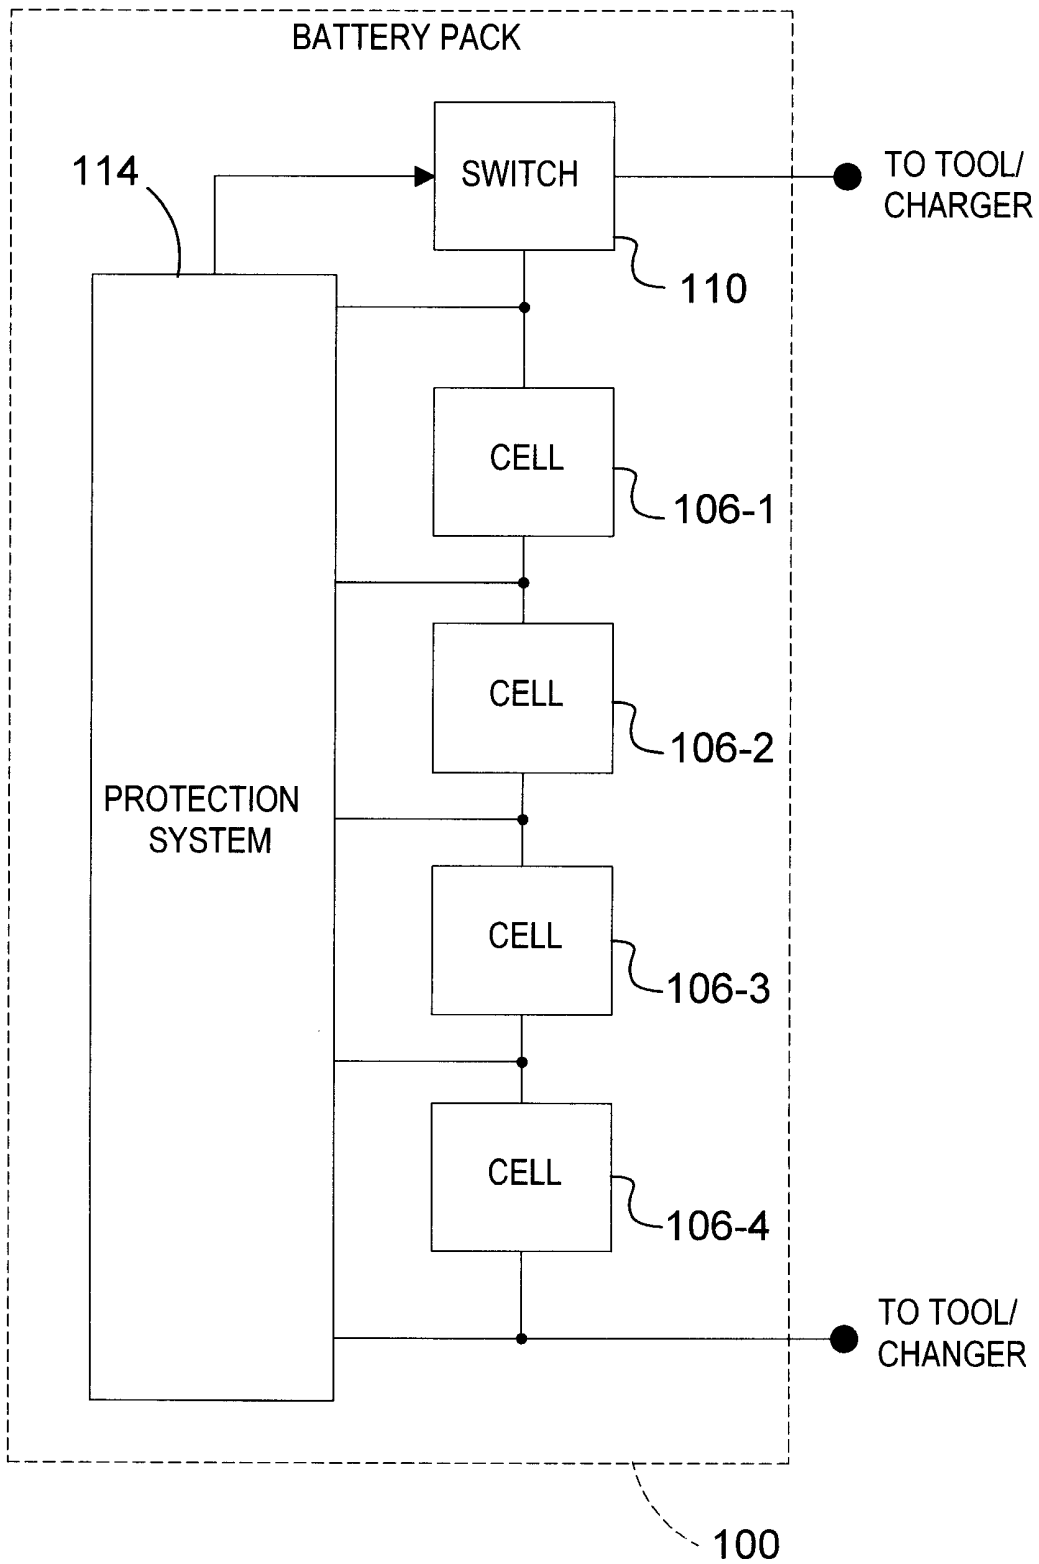 BATTERY PACK
114
SWITCH
TO TOOL/
CHARGER
110
CELL
106-1
CELL
106-2
PROTECTION
SYSTEM
CELL
106-3
CELL
106-4
TO TOOL/
CHANGER
100